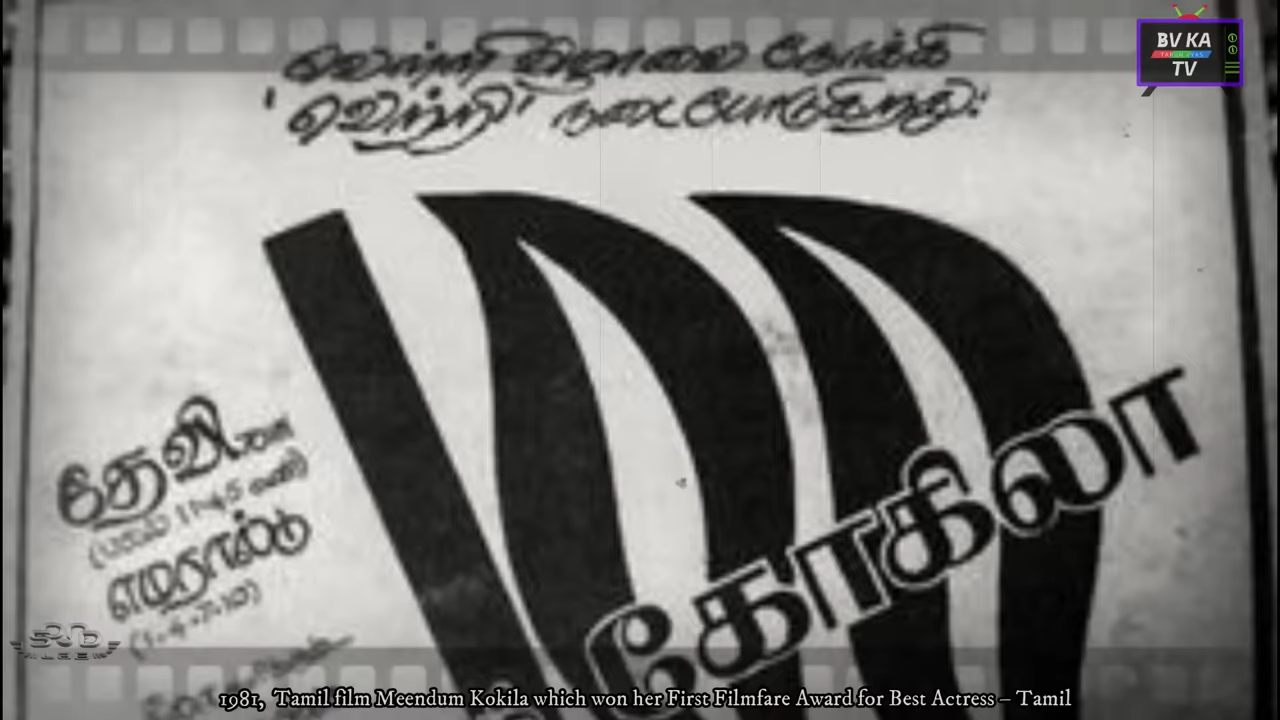 வெற்றி விழாவை நோக்கி
'வெற்றி' நடைபோடுகிறது!
BV KA
TV
கோகிலா
தேவி
எமரால்டு
1981, Tamil film Meendum Kokila which won her First Filmfare Award for Best Actress – Tamil